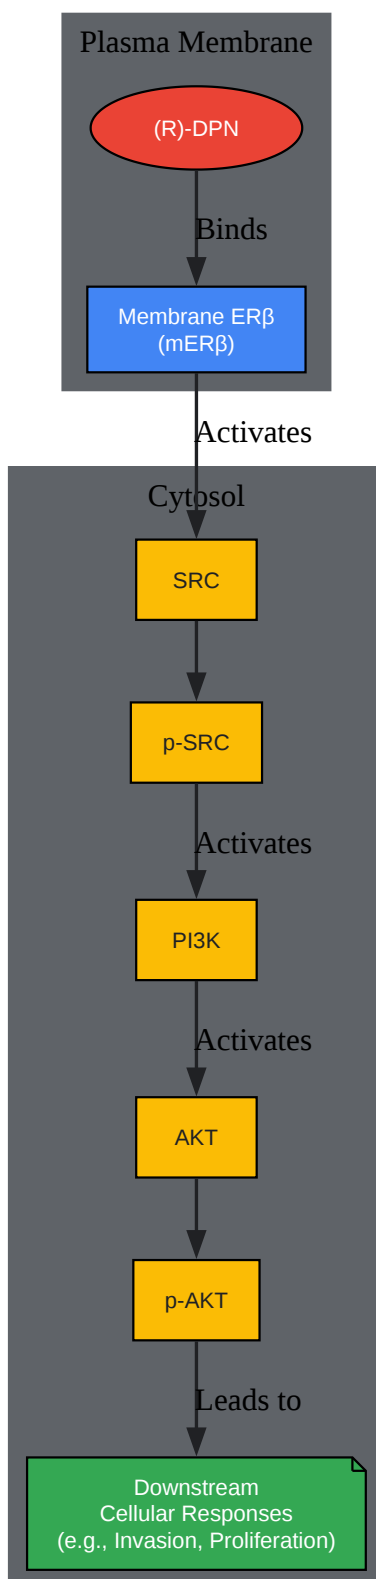 Plasma Membrane
(R)-DPN
Binds
Membrane ERβ
(mERβ)
Activates
Cytosol
SRC
p-SRC
Activates
PI3K
Activates
AKT
p-AKT
Leads to
Downstream
Cellular Responses
(e.g., Invasion, Proliferation)